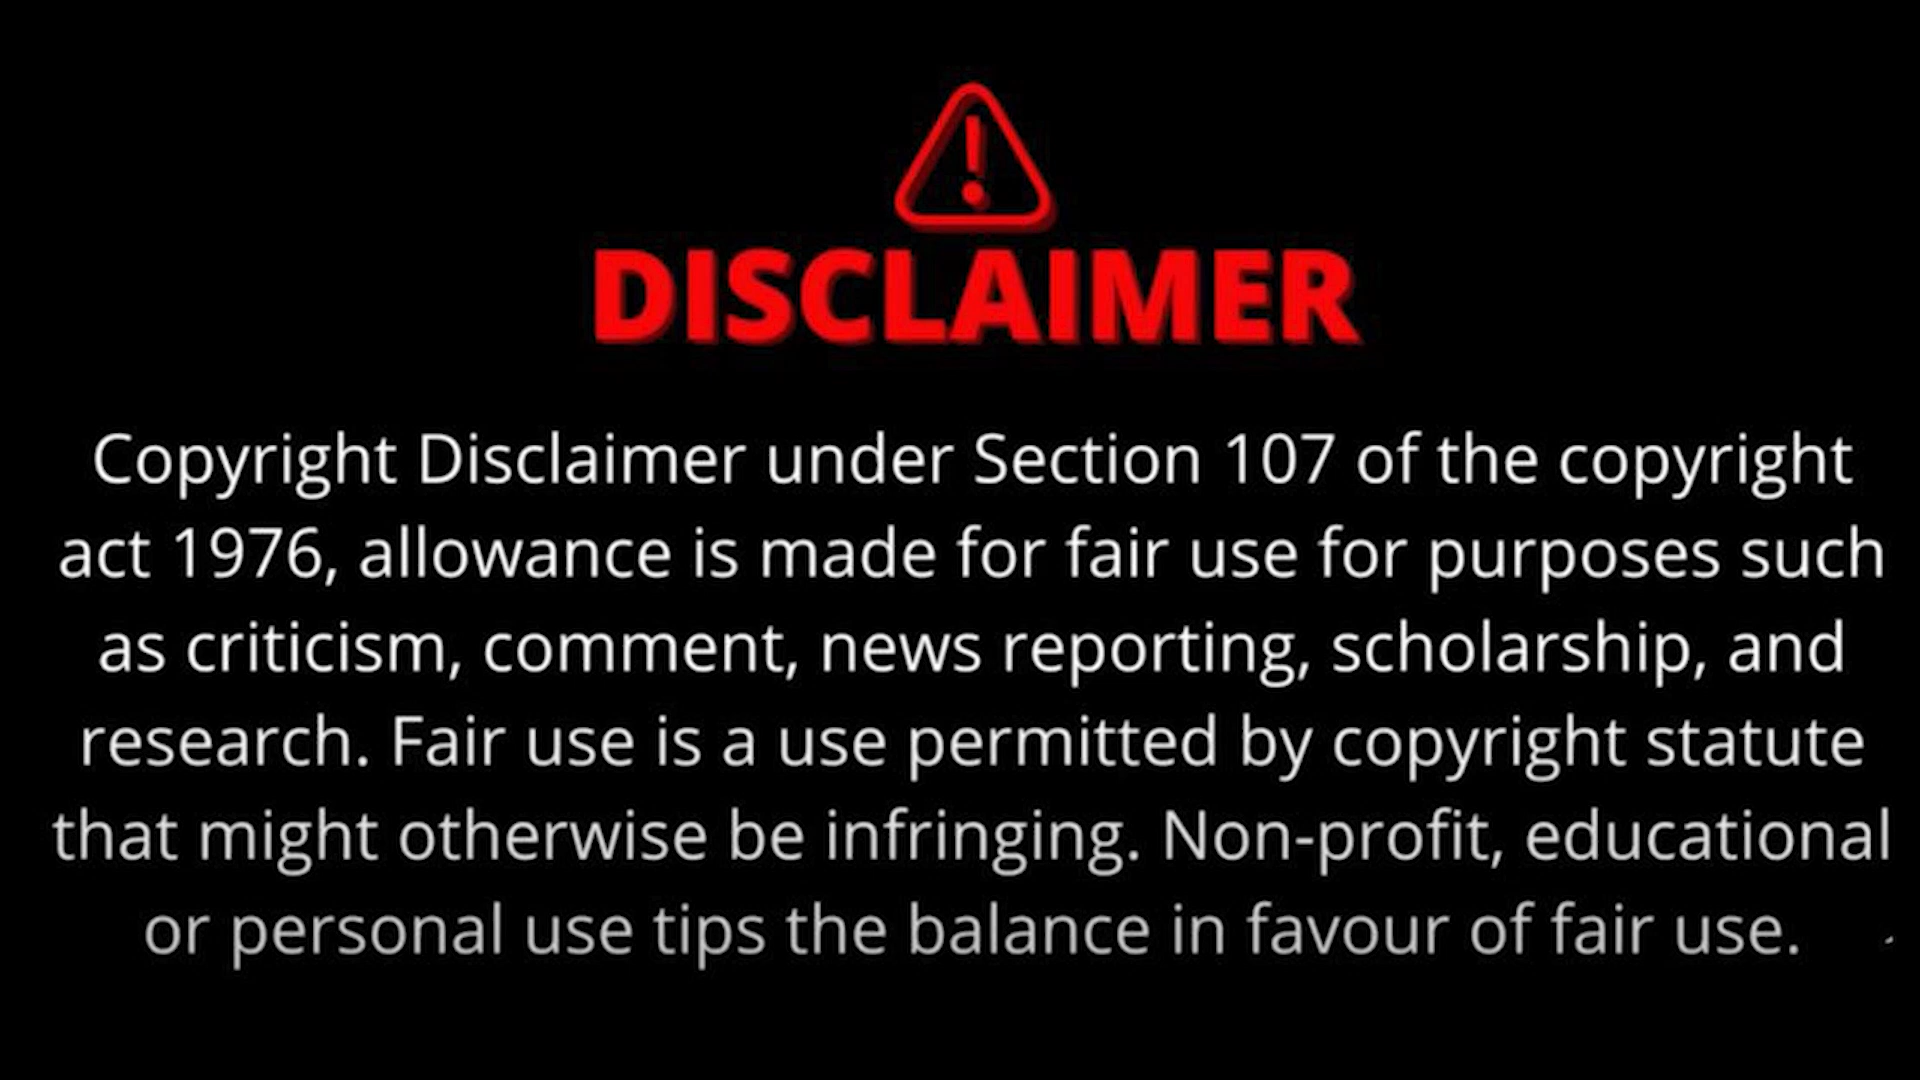 DISCLAIMER
Copyright Disclaimer under Section 107 of the copyright
act 1976, allowance is made for fair use for purposes such
as criticism, comment, news reporting, scholarship, and
research. Fair use is a use permitted by copyright statute
that might otherwise be infringing. Non-profit, educational
or personal use tips the balance in favour of fair use.